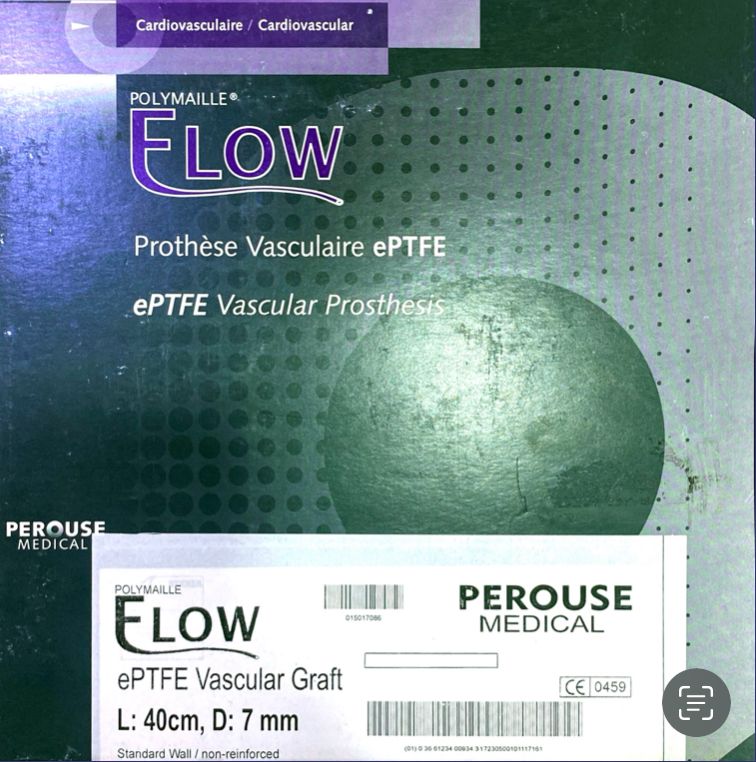 Cardiovasculaire / Cardiovascular
POLYMAILLE®
FLOW
Prothèse Vasculaire ePTFE
ePTFE Vascular Prosthesis
PEROUSE
MEDICAL
POLYMAILLE
FLOW
015017086
PEROUSE
MEDICAL
ePTFE Vascular Graft
CE 0459
L: 40cm, D: 7 mm
Standard Wall / non-reinforced